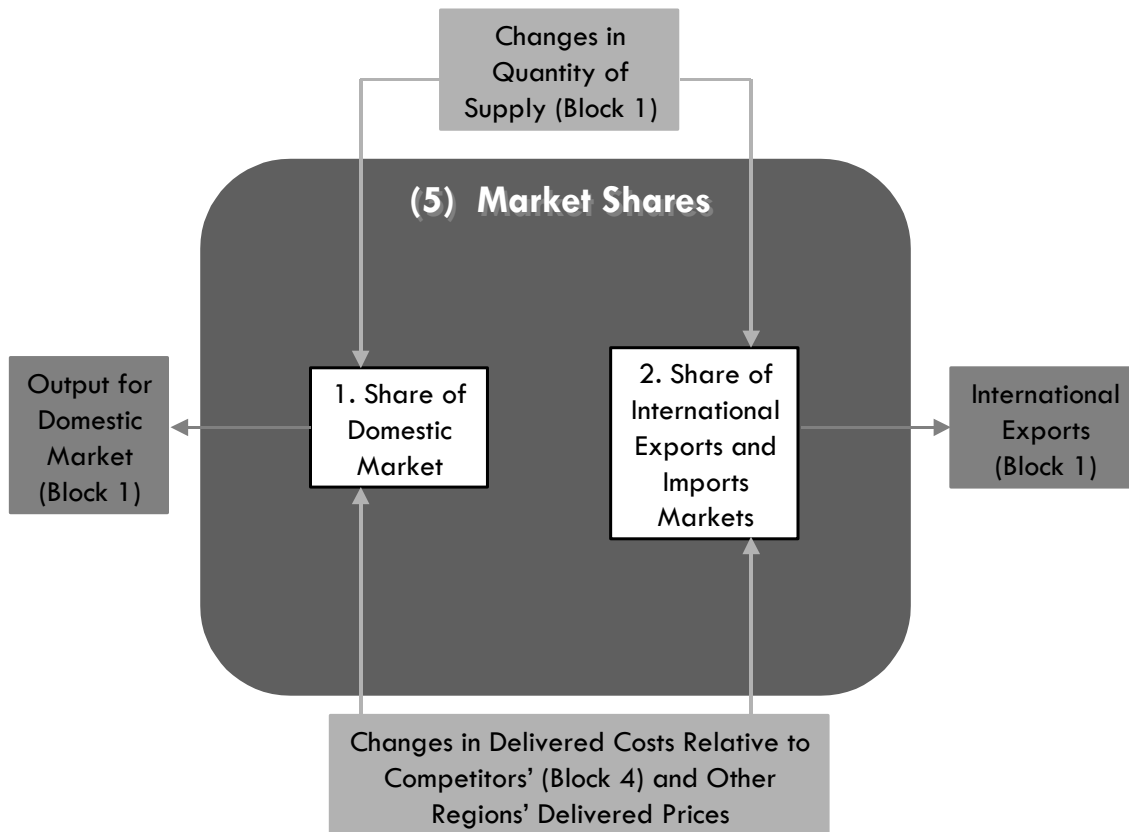 Changes in
Quantity of
Supply (Block 1)
(5) Market Shares
Output for
Domestic
Market
(Block 1)
1. Share of
Domestic
Market
2. Share of
International
Exports and
Imports
Markets
International
Exports
(Block 1)
Changes in Delivered Costs Relative to
Competitors’ (Block 4) and Other
Regions’ Delivered Prices